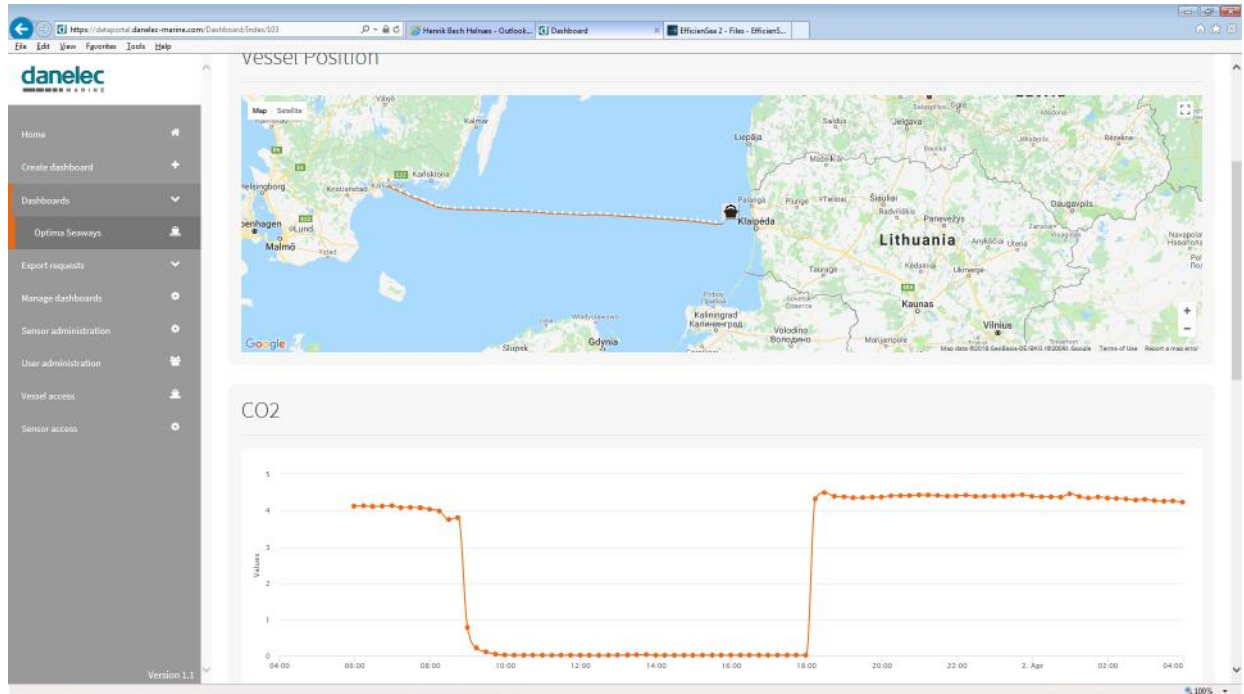 https://dataportal.danelec-marine.com/Dashboard/Index/103
Henrik Bech Helnæs - Outlook...
Dashboard
EfficienSea 2 - Files - EfficienS...
File Edit View Favorites Tools Help
danelec
MARINE
Home
Create dashboard
Dashboards
Optima Seaways
Export requests
Manage dashboards
Sensor administration
User administration
Vessel access
Sensor access
Version 1.1
Vessel Position
Map Satellite
Växjö
Kalmar
Liepāja
Saldus
Jelgava
Ogre
Bauska
Jēkabpils
Rēzekne
Mažeikiai
Karlskrona
Kristianstad
Karlshamn
elsingborg
penhagen
Lund
Malmö
Ystad
Palanga
Plungė
Telšiai
Šiauliai
Radviliškis
Panevėžys
Daugavpils
Klaipėda
Lithuania
Anykščiai
Utena
Zarasai
Visaginas
Tauragė
Kėdainiai
Ukmergė
Kaunas
Vilnius
Kaliningrad
Калининград
Władysławowo
Gdynia
Słupsk
Marijampolė
Google
Map data ©2018 GeoBasis-DE/BKG (©2009), Google Terms of Use Report a map error
CO2
Values
5
4
3
2
1
0
04:00 06:00 08:00 10:00 12:00 14:00 16:00 18:00 20:00 22:00 2. Apr 02:00 04:00
100%